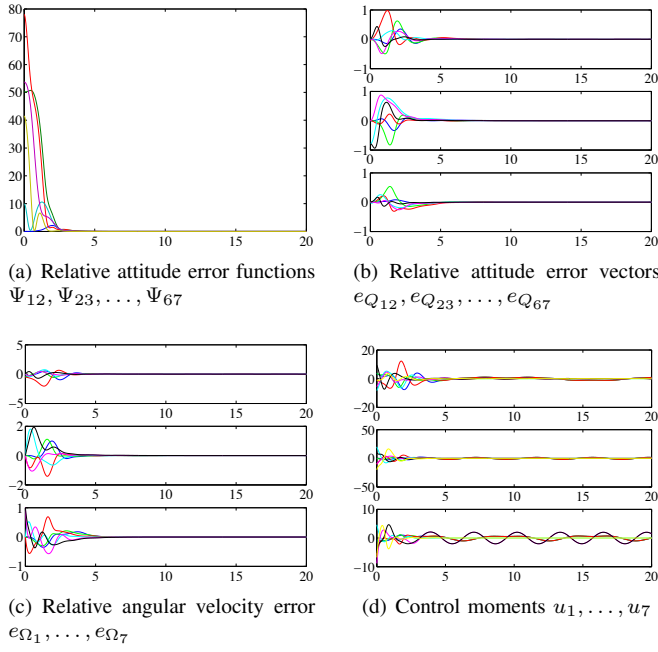 80
70
60
50
40
30
20
10
0
0 5 10 15 20
(a) Relative attitude error functions
Ψ12, Ψ23, . . . , Ψ67
1
0
−1
0 5 10 15 20
1
0
−1
0 5 10 15 20
1
0
−1
0 5 10 15 20
(b) Relative attitude error vectors
eQ12, eQ23, . . . , eQ67
5
0
−5
0 5 10 15 20
2
0
−2
0 5 10 15 20
1
0
−1
0 5 10 15 20
(c) Relative angular velocity error
eΩ1, . . . , eΩ7
20
0
−20
0 5 10 15 20
50
0
−50
0 5 10 15 20
10
0
−10
0 5 10 15 20
(d) Control moments u1, . . . , u7